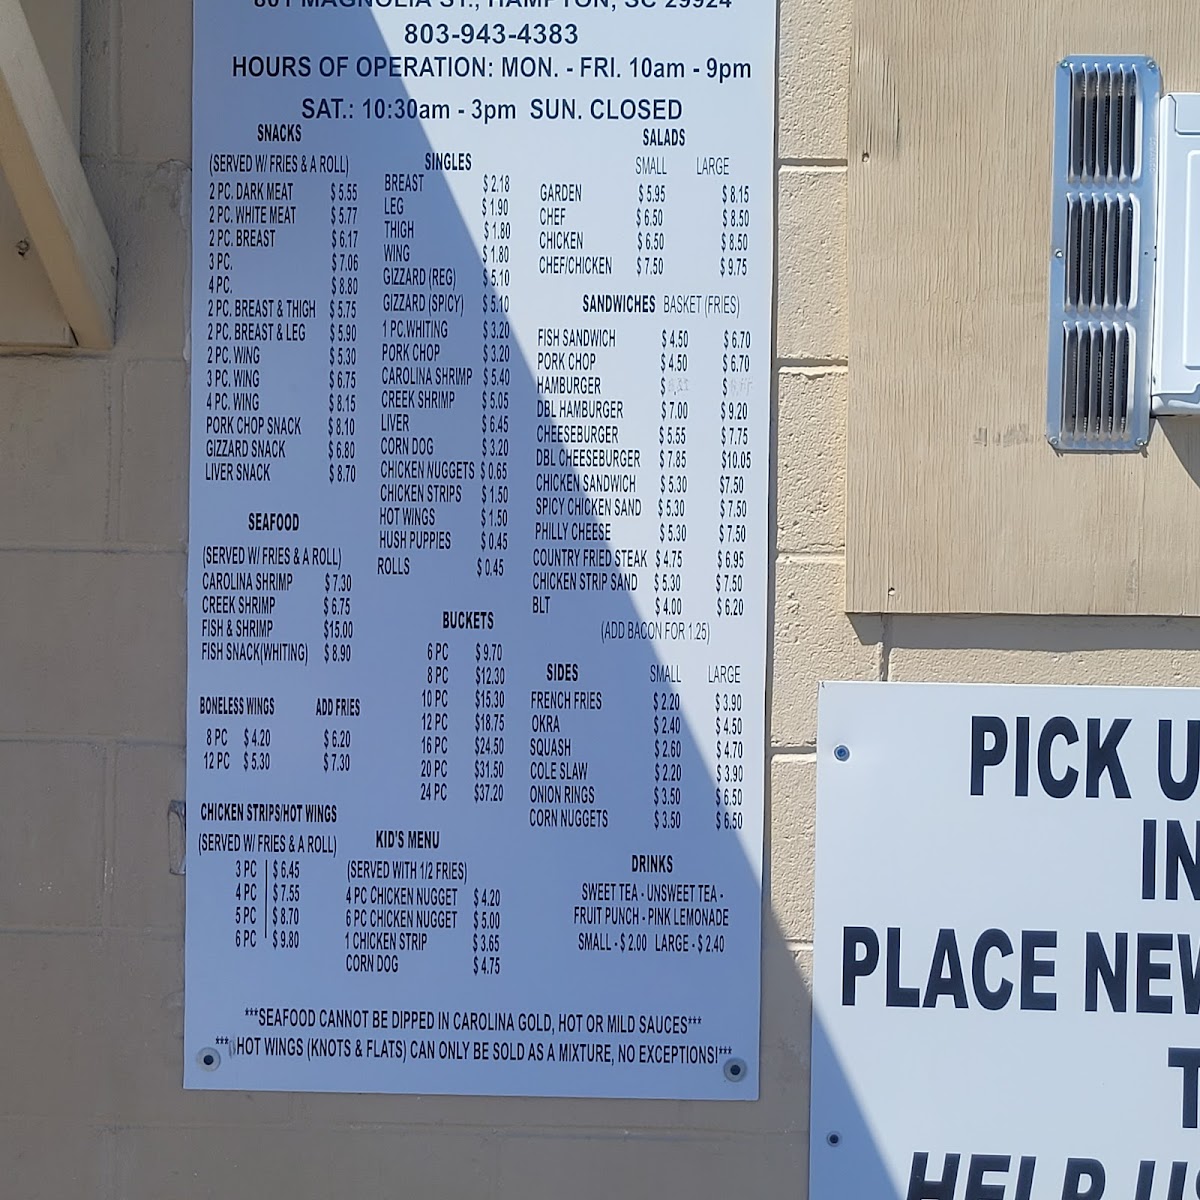 801 MAGNOLIA ST., HAMPTON, SC 29924
803-943-4383
HOURS OF OPERATION: MON. - FRI. 10am - 9pm
SAT.: 10:30am - 3pm SUN. CLOSED
SNACKS
(SERVED W/ FRIES & A ROLL)
2 PC. DARK MEAT $ 5.55
2 PC. WHITE MEAT $ 5.77
2 PC. BREAST $ 6.17
3 PC. $ 7.06
4 PC. $ 8.80
2 PC. BREAST & THIGH $ 5.75
2 PC. BREAST & LEG $ 5.90
2 PC. WING $ 5.30
3 PC. WING $ 6.75
4 PC. WING $ 8.15
PORK CHOP SNACK $ 8.10
GIZZARD SNACK $ 6.80
LIVER SNACK $ 8.70
SEAFOOD
(SERVED W/ FRIES & A ROLL)
CAROLINA SHRIMP $ 7.30
CREEK SHRIMP $ 6.75
FISH & SHRIMP $15.00
FISH SNACK(WHITING) $ 8.90
BONELESS WINGS ADD FRIES
8 PC $ 4.20 $ 6.20
12 PC $ 5.30 $ 7.30
CHICKEN STRIPS/HOT WINGS
(SERVED W/ FRIES & A ROLL)
3 PC $ 6.45
4 PC $ 7.55
5 PC $ 8.70
6 PC $ 9.80
SINGLES
BREAST $ 2.18
LEG $ 1.90
THIGH $ 1.80
WING $ 1.80
GIZZARD (REG) $ 5.10
GIZZARD (SPICY) $ 5.10
1 PC.WHITING $ 3.20
PORK CHOP $ 3.20
CAROLINA SHRIMP $ 5.40
CREEK SHRIMP $ 5.05
LIVER $ 6.45
CORN DOG $ 3.20
CHICKEN NUGGETS $ 0.65
CHICKEN STRIPS $ 1.50
HOT WINGS $ 1.50
HUSH PUPPIES $ 0.45
ROLLS $ 0.45
BUCKETS
6 PC $ 9.70
8 PC $12.30
10 PC $15.30
12 PC $18.75
16 PC $24.50
20 PC $31.50
24 PC $37.20
KID'S MENU
(SERVED WITH 1/2 FRIES)
4 PC CHICKEN NUGGET $ 4.20
6 PC CHICKEN NUGGET $ 5.00
1 CHICKEN STRIP $ 3.65
CORN DOG $ 4.75
SALADS
SMALL LARGE
GARDEN $ 5.95 $ 8.15
CHEF $ 6.50 $ 8.50
CHICKEN $ 6.50 $ 8.50
CHEF/CHICKEN $ 7.50 $ 9.75
SANDWICHES BASKET (FRIES)
FISH SANDWICH $ 4.50 $ 6.70
PORK CHOP $ 4.50 $ 6.70
HAMBURGER $ $
DBL HAMBURGER $ 7.00 $ 9.20
CHEESEBURGER $ 5.55 $ 7.75
DBL CHEESEBURGER $ 7.85 $10.05
CHICKEN SANDWICH $ 5.30 $7.50
SPICY CHICKEN SAND $ 5.30 $ 7.50
PHILLY CHEESE $ 5.30 $ 7.50
COUNTRY FRIED STEAK $ 4.75 $ 6.95
CHICKEN STRIP SAND $ 5.30 $ 7.50
BLT $ 4.00 $ 6.20
(ADD BACON FOR 1.25)
SIDES SMALL LARGE
FRENCH FRIES $ 2.20 $ 3.90
OKRA $ 2.40 $ 4.50
SQUASH $ 2.60 $ 4.70
COLE SLAW $ 2.20 $ 3.90
ONION RINGS $ 3.50 $ 6.50
CORN NUGGETS $ 3.50 $ 6.50
DRINKS
SWEET TEA - UNSWEET TEA -
FRUIT PUNCH - PINK LEMONADE
SMALL - $ 2.00 LARGE - $ 2.40
***SEAFOOD CANNOT BE DIPPED IN CAROLINA GOLD, HOT OR MILD SAUCES***
***HOT WINGS (KNOTS & FLATS) CAN ONLY BE SOLD AS A MIXTURE, NO EXCEPTIONS!***
PICK U
IN
PLACE NEW
T
HELP US